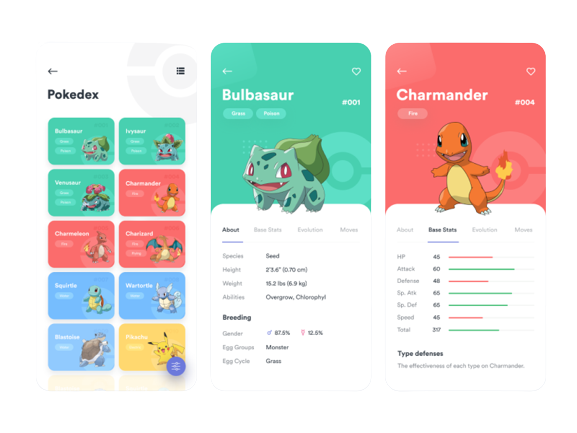 Pokedex
Bulbasaur
Grass
Poison
Ivysaur
Grass
Poison
Venusaur
Grass
Poison
Charmander
Fire
Charmeleon
Fire
Charizard
Fire
Flying
Squirtle
Water
Wartortle
Water
Blastoise
Water
Pikachu
Bulbasaur
#001
Grass Poison
About Base Stats Evolution Moves
Species Seed
Height 2'3.6" (0.70 cm)
Weight 15.2 lbs (6.9 kg)
Abilities Overgrow, Chlorophyl
Breeding
Gender ♂ 87.5% ♀ 12.5%
Egg Groups Monster
Egg Cycle Grass
Charmander
#004
Fire
About Base Stats Evolution Moves
HP 45
Attack 60
Defense 48
Sp. Atk 65
Sp. Def 65
Speed 45
Total 317
Type defenses
The effectiveness of each type on Charmander.